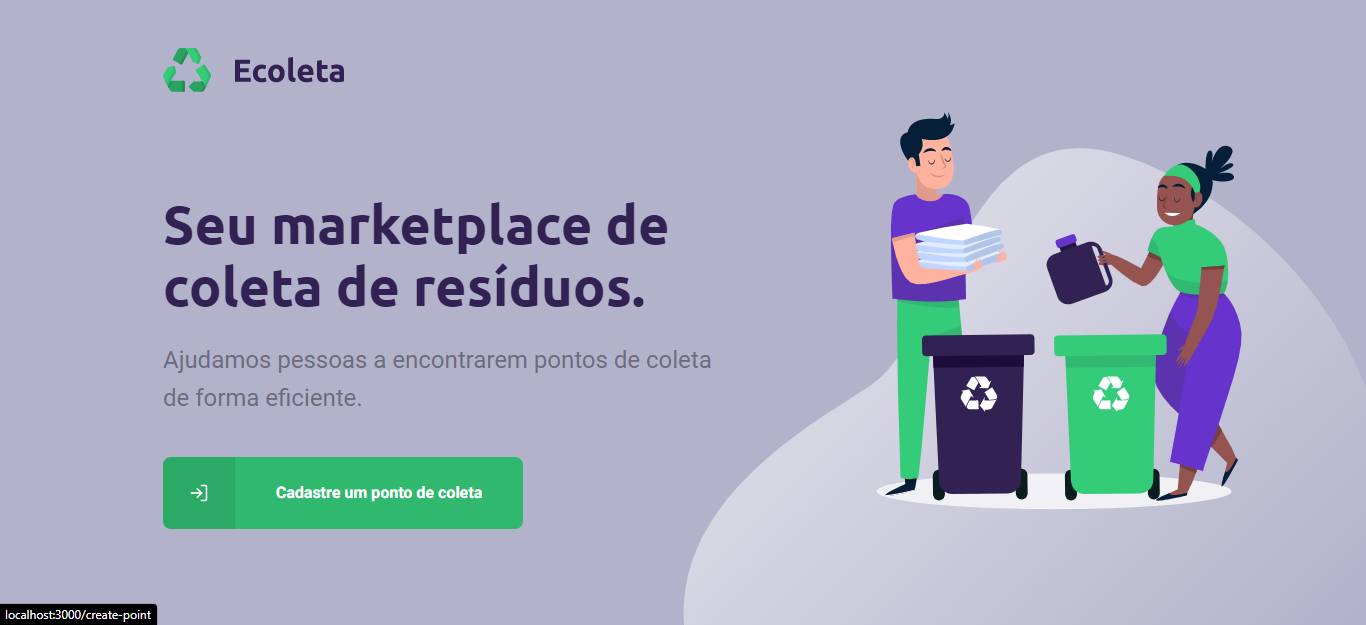 Ecoleta
Seu marketplace de
coleta de resíduos.
Ajudamos pessoas a encontrarem pontos de coleta
de forma eficiente.
Cadastre um ponto de coleta
localhost:3000/create-point